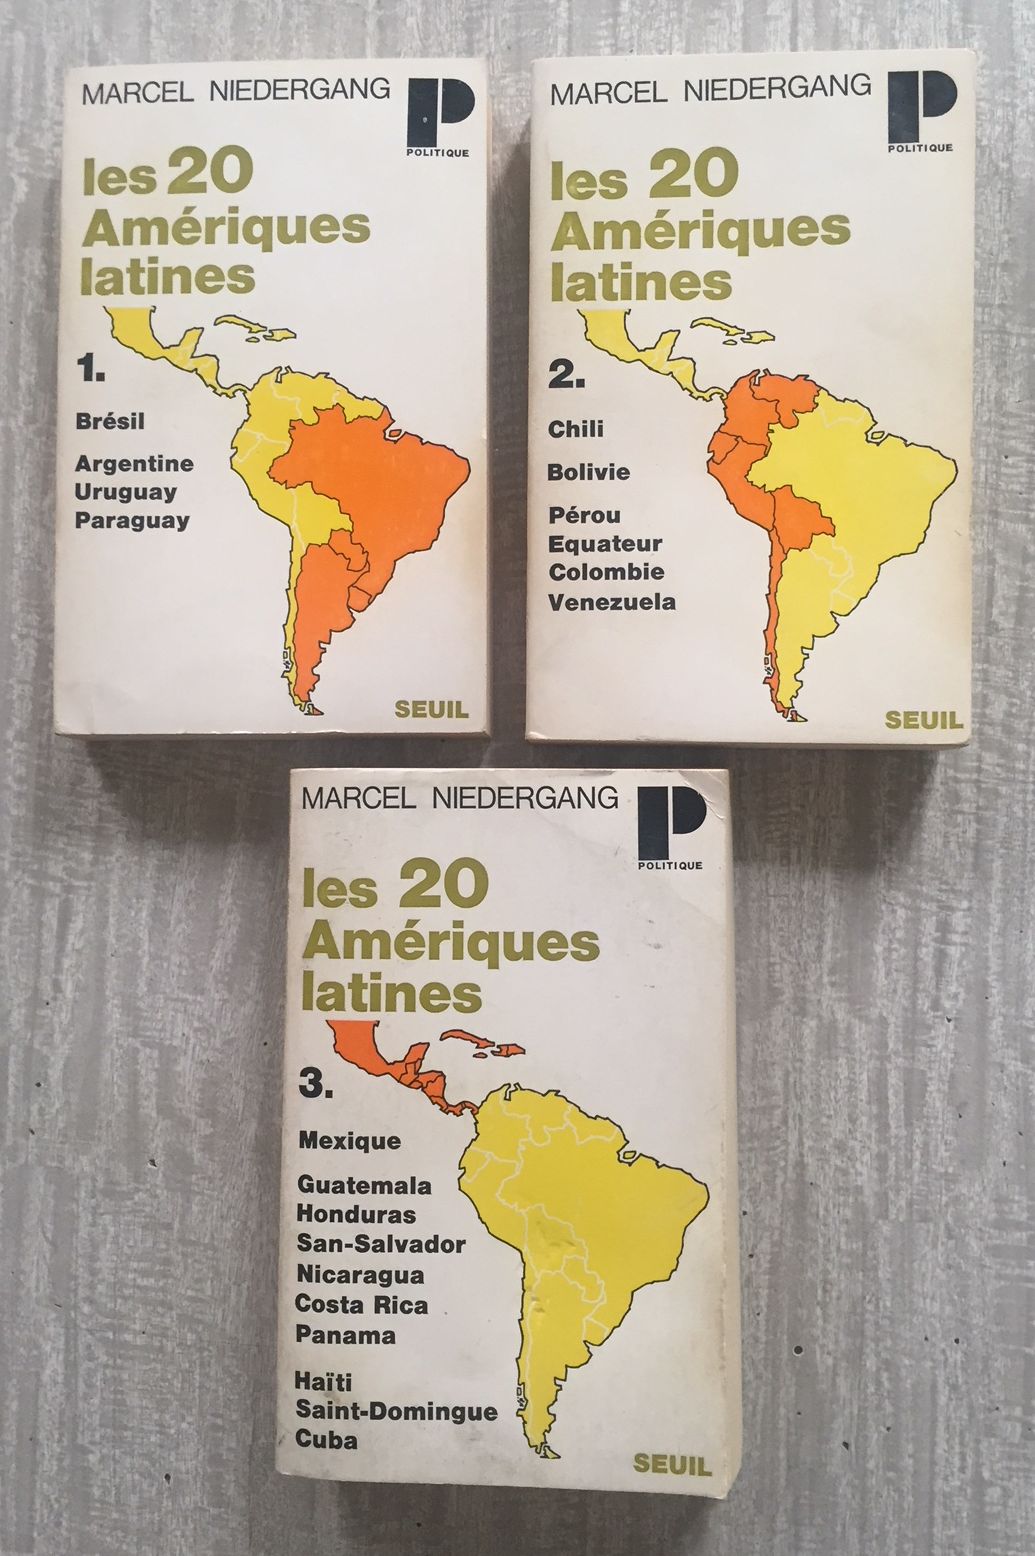 MARCEL NIEDERGANG
P
POLITIQUE
les 20
Amériques
latines
1.
Brésil
Argentine
Uruguay
Paraguay
SEUIL
MARCEL NIEDERGANG
P
POLITIQUE
les 20
Amériques
latines
2.
Chili
Bolivie
Pérou
Equateur
Colombie
Venezuela
SEUIL
MARCEL NIEDERGANG
P
POLITIQUE
les 20
Amériques
latines
3.
Mexique
Guatemala
Honduras
San-Salvador
Nicaragua
Costa Rica
Panama
Haïti
Saint-Domingue
Cuba
SEUIL